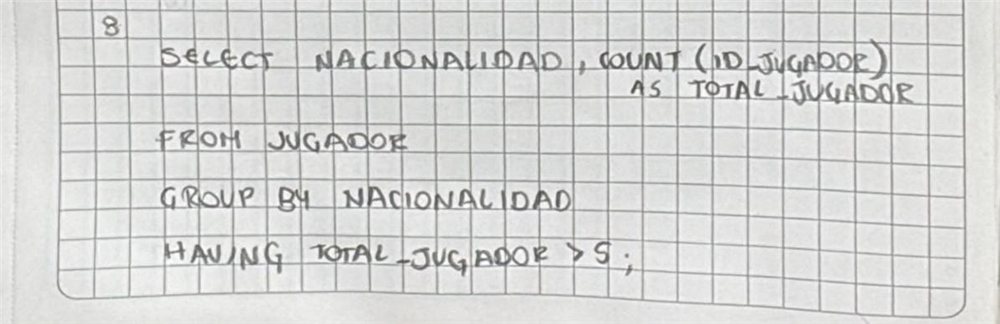 8
SELECT NACIONALIDAD, COUNT (ID_JUGADOR)
AS TOTAL_JUGADOR
FROM JUGADOR
GROUP BY NACIONALIDAD
HAVING TOTAL_JUGADOR > 5;